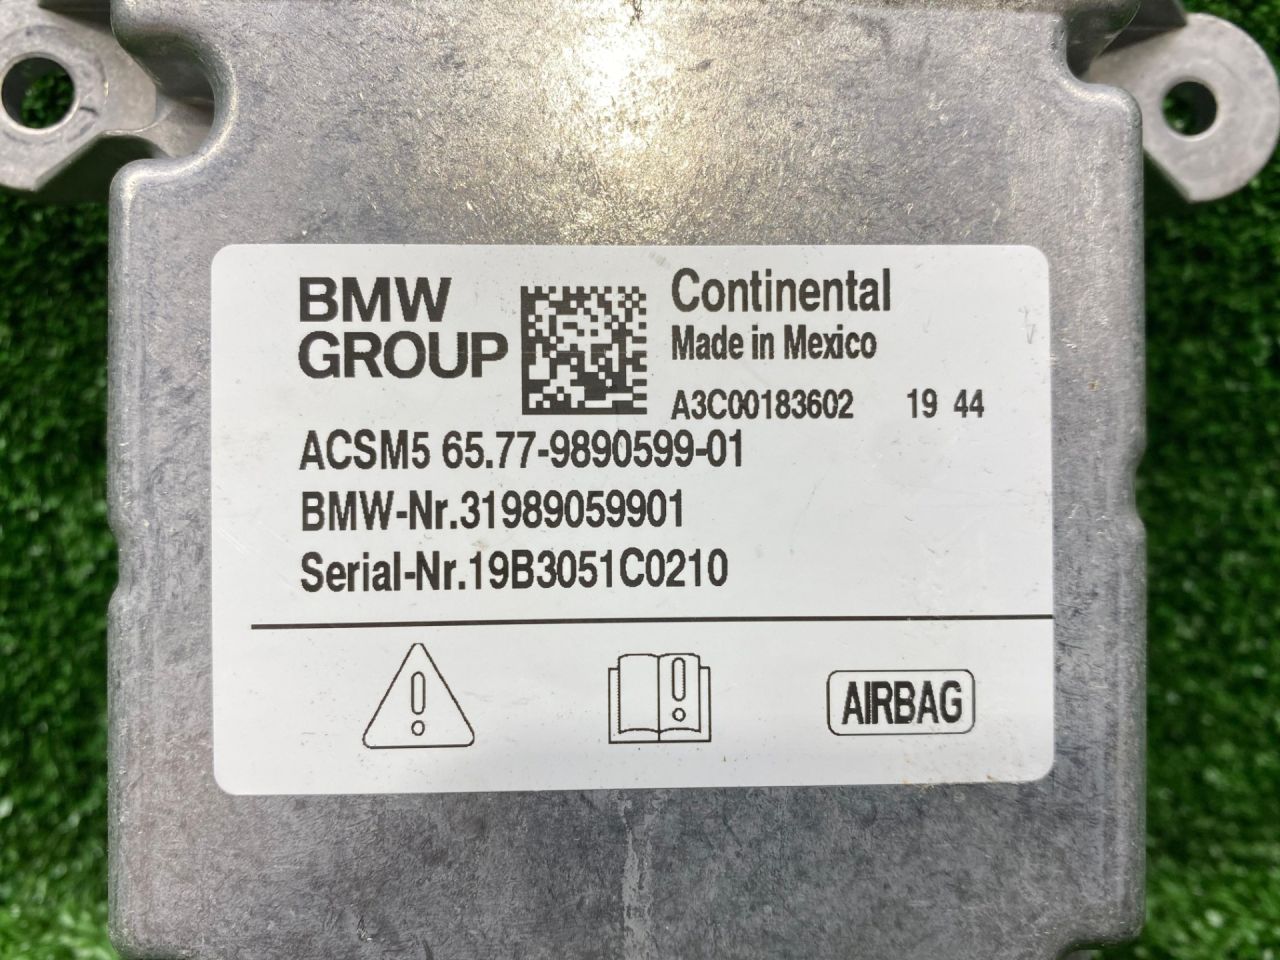 BMW
GROUP
Continental
Made in Mexico
A3C00183602 19 44
ACSM5 65.77-9890599-01
BMW-Nr.31989059901
Serial-Nr.19B3051C0210
AIRBAG